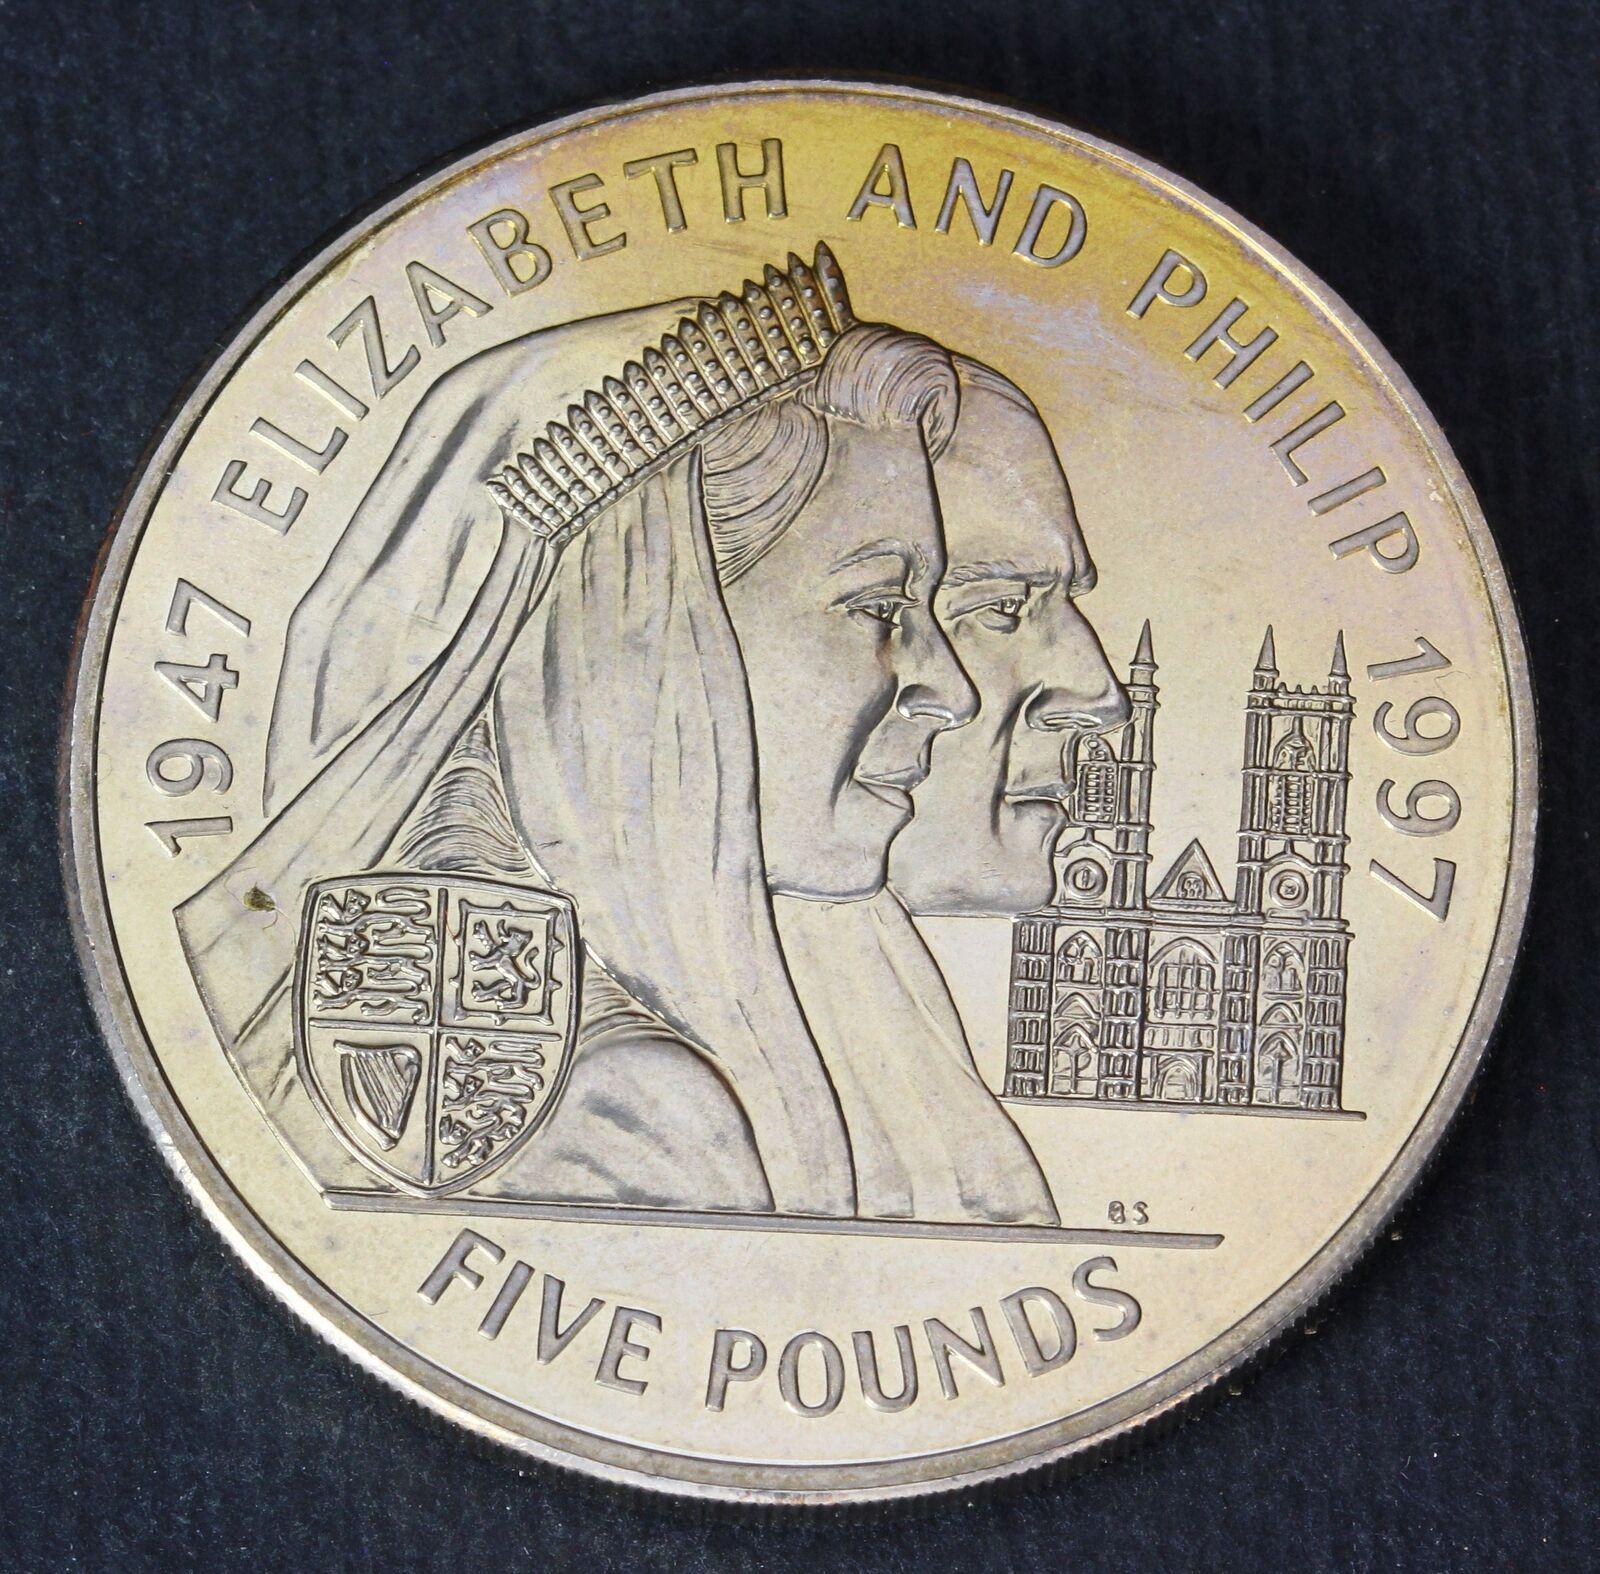 1947 ELIZABETH AND PHILIP 1997
BS
FIVE POUNDS